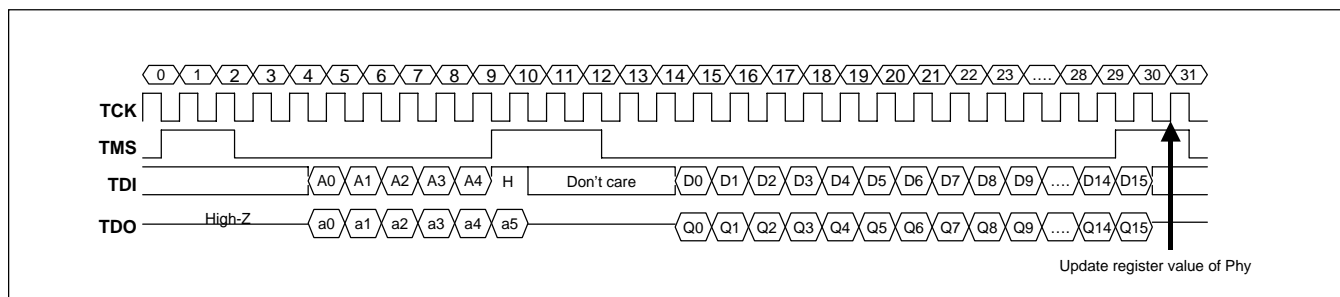 0 1 2 3 4 5 6 7 8 9 10 11 12 13 14 15 16 17 18 19 20 21 22 23 .... 28 29 30 31
TCK
TMS
TDI A0 A1 A2 A3 A4 H Don't care D0 D1 D2 D3 D4 D5 D6 D7 D8 D9 .... D14 D15
TDO High-Z a0 a1 a2 a3 a4 a5 Q0 Q1 Q2 Q3 Q4 Q5 Q6 Q7 Q8 Q9 .... Q14 Q15
Update register value of Phy